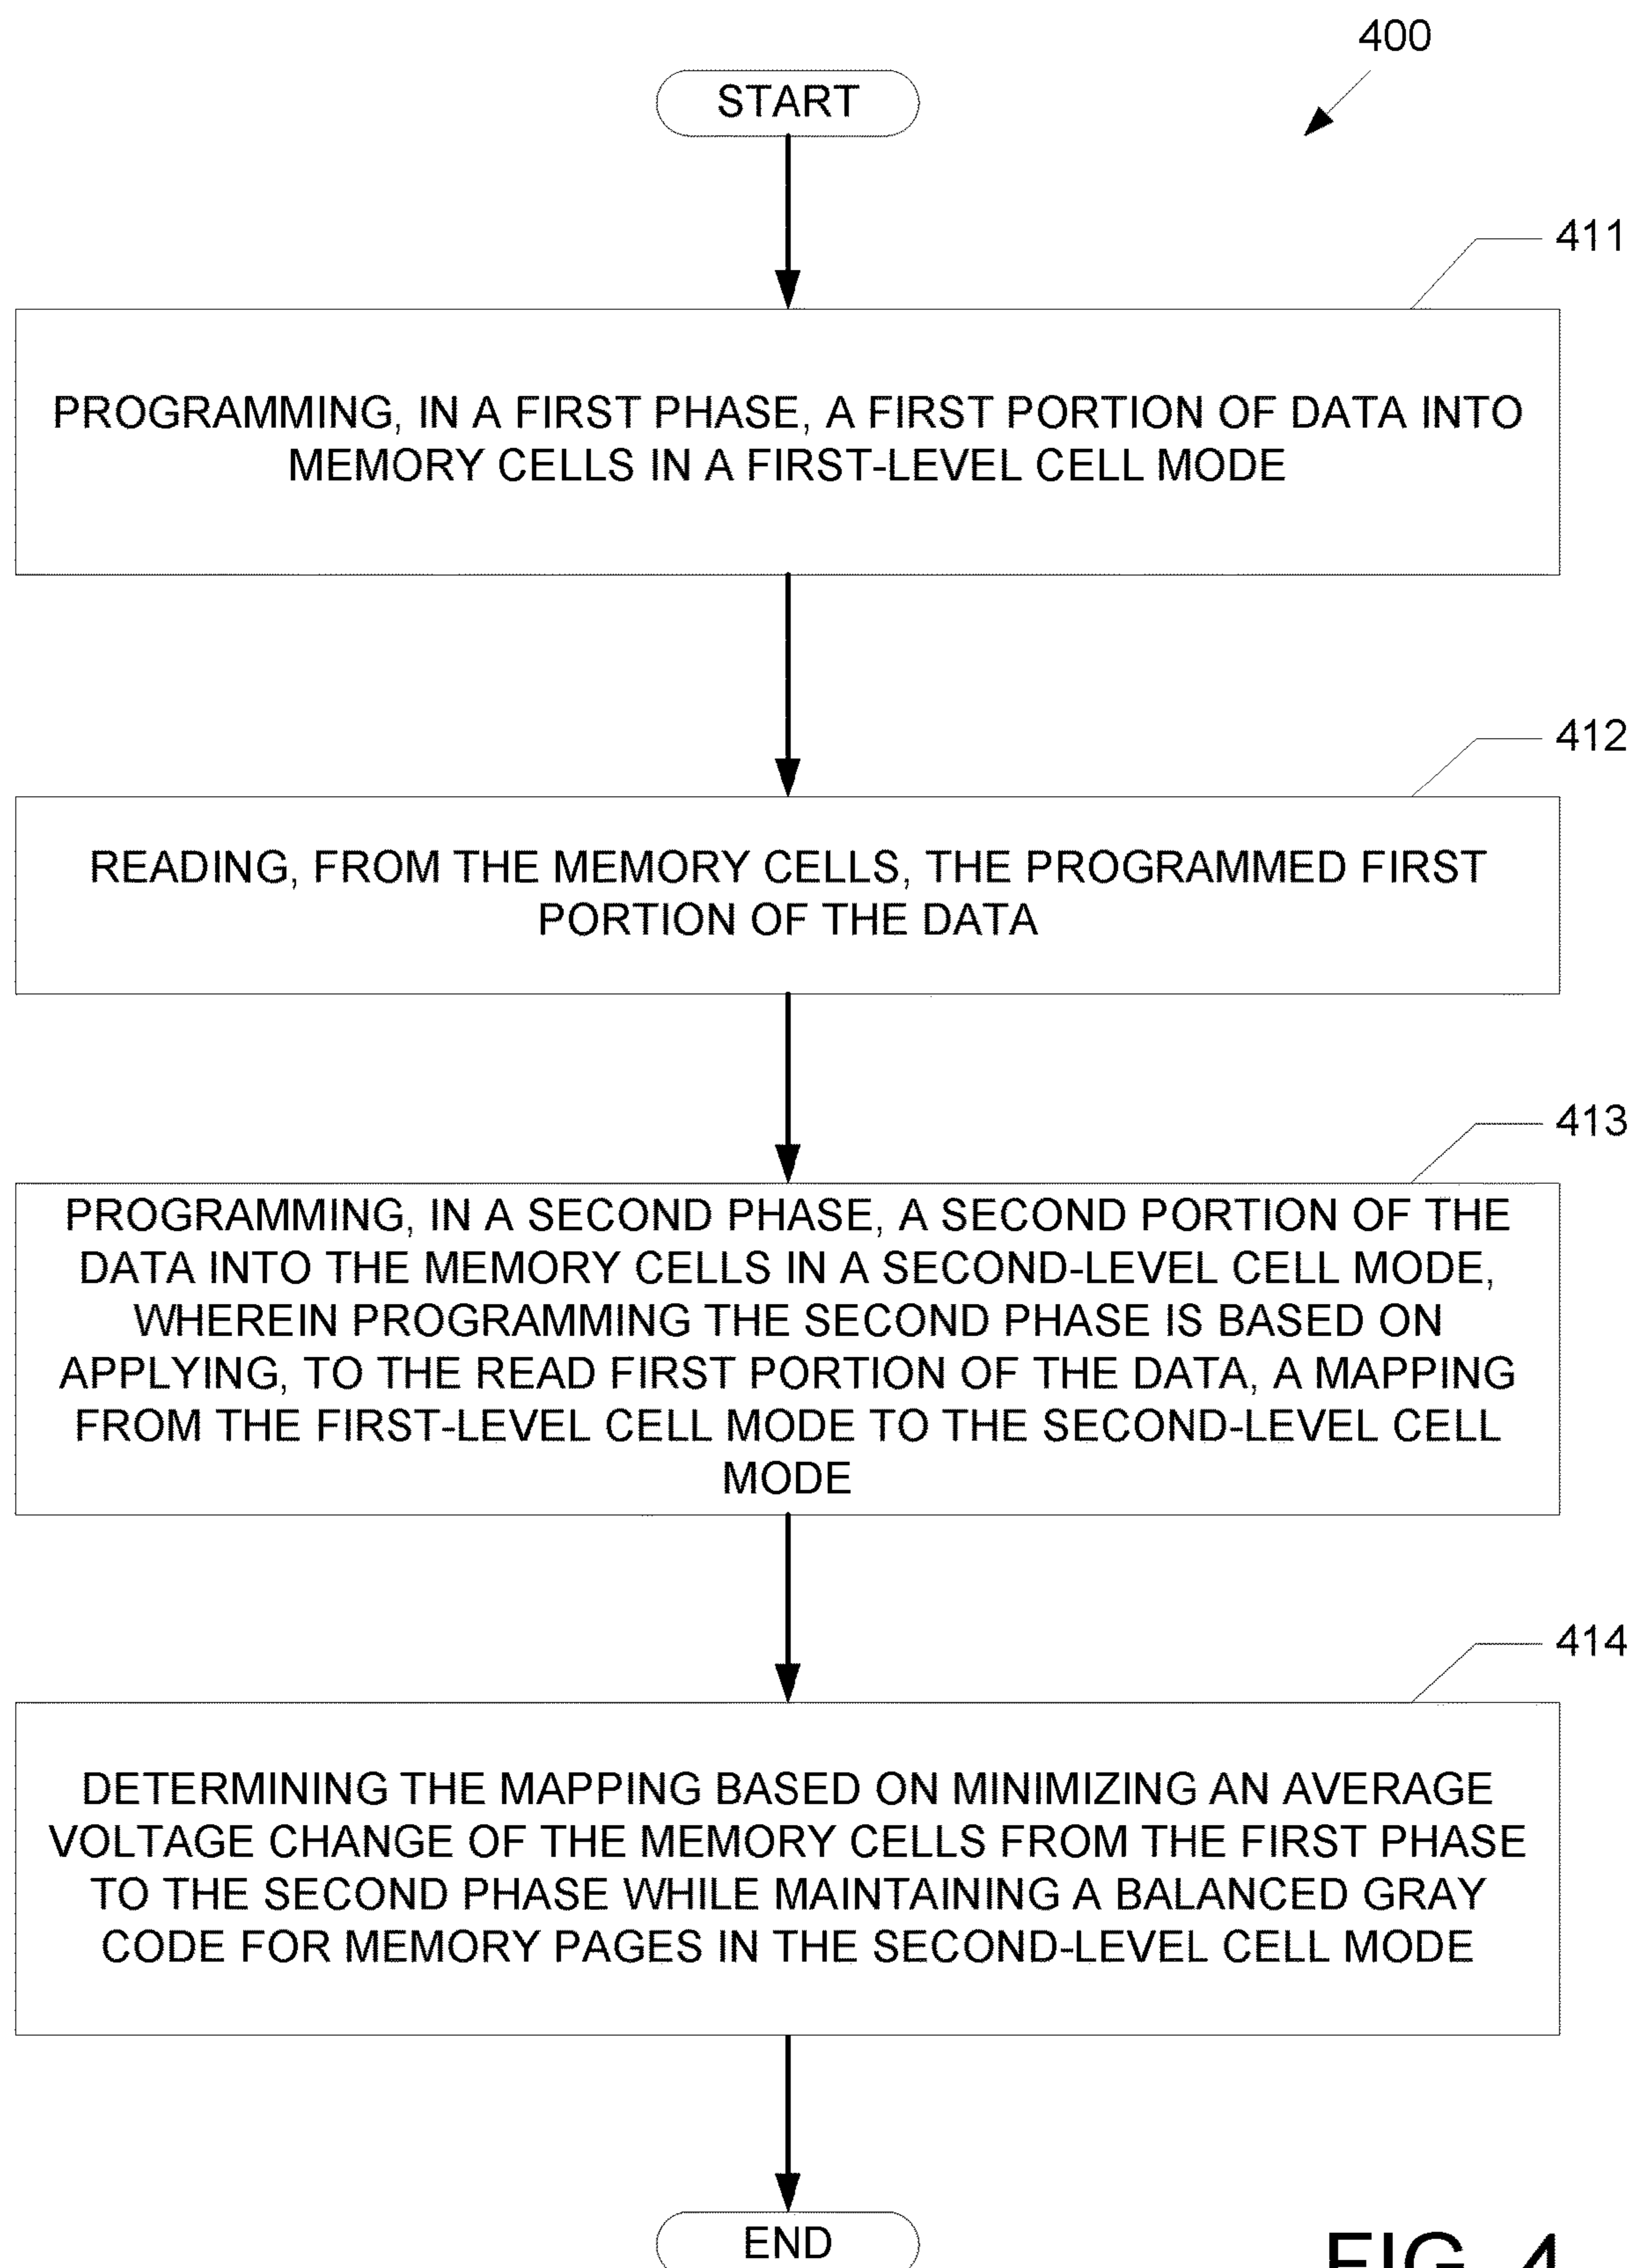 400
START
411
PROGRAMMING, IN A FIRST PHASE, A FIRST PORTION OF DATA INTO
MEMORY CELLS IN A FIRST-LEVEL CELL MODE
412
READING, FROM THE MEMORY CELLS, THE PROGRAMMED FIRST
PORTION OF THE DATA
413
PROGRAMMING, IN A SECOND PHASE, A SECOND PORTION OF THE
DATA INTO THE MEMORY CELLS IN A SECOND-LEVEL CELL MODE,
WHEREIN PROGRAMMING THE SECOND PHASE IS BASED ON
APPLYING, TO THE READ FIRST PORTION OF THE DATA, A MAPPING
FROM THE FIRST-LEVEL CELL MODE TO THE SECOND-LEVEL CELL
MODE
414
DETERMINING THE MAPPING BASED ON MINIMIZING AN AVERAGE
VOLTAGE CHANGE OF THE MEMORY CELLS FROM THE FIRST PHASE
TO THE SECOND PHASE WHILE MAINTAINING A BALANCED GRAY
CODE FOR MEMORY PAGES IN THE SECOND-LEVEL CELL MODE
END
FIG. 4